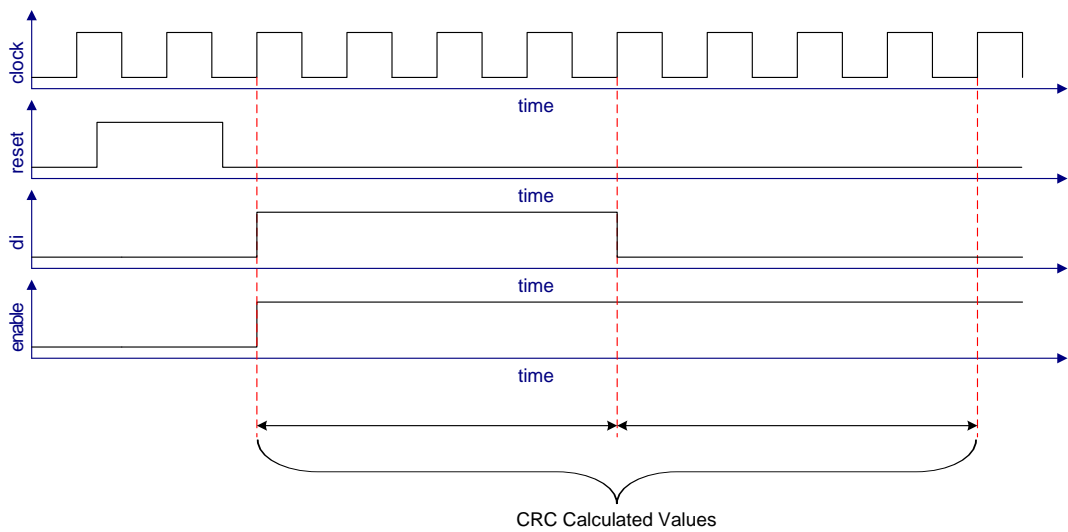 clock
time
reset
time
di
time
enable
time
CRC Calculated Values